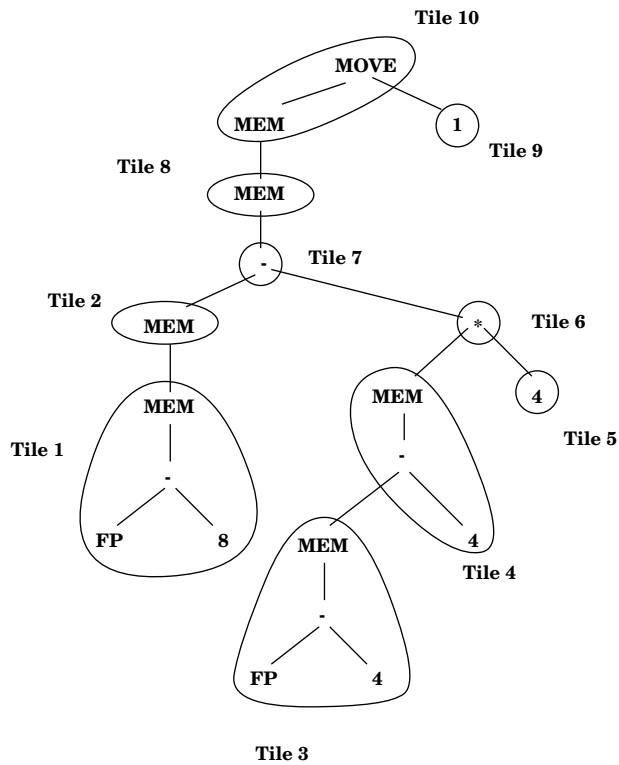 Tile 10
MOVE
MEM
1
Tile 9
Tile 8
MEM
-
Tile 7
Tile 2
MEM
*
Tile 6
MEM
MEM
4
Tile 5
Tile 1
-
-
FP
8
MEM
4
Tile 4
-
FP
4
Tile 3